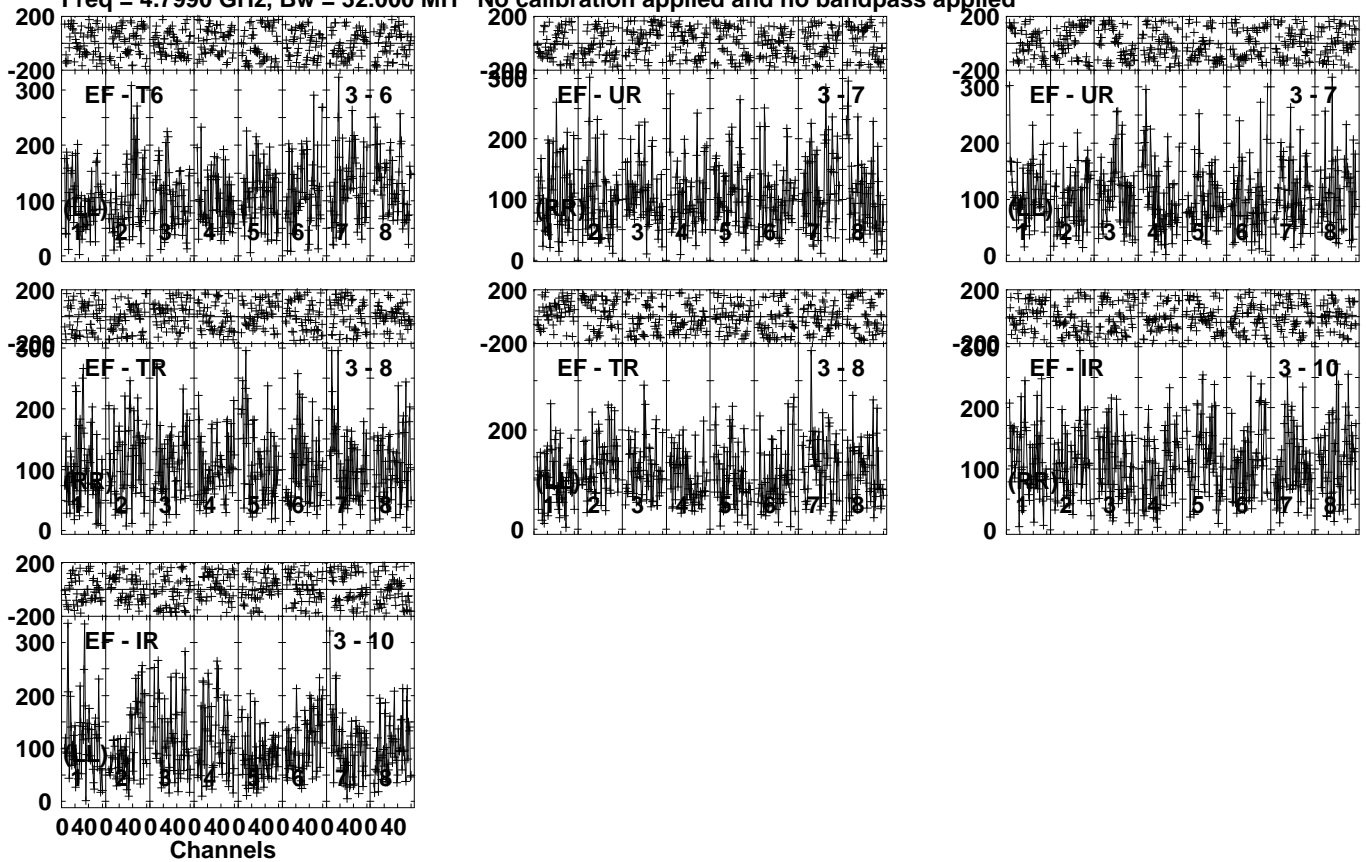 Freq = 4.7990 GHz, Bw = 32.000 MH No calibration applied and no bandpass applied
200 200 200
-200 -200 -200
300 300 300
EF - T6 3 - 6 EF - UR 3 - 7 EF - UR 3 - 7
200 200 200
100 100 100
(LL) (RR) (LL)
1 2 3 4 5 6 7 8 1 2 3 4 5 6 7 8 1 2 3 4 5 6 7 8
0 0 0
200 200 200
-200 -200 -200
300 300
EF - TR 3 - 8 EF - TR 3 - 8 EF - IR 3 - 10
200 200 200
100 100
(RR) (LL) (RR)
1 2 3 4 5 6 7 8 1 2 3 4 5 6 7 8 1 2 3 4 5 6 7 8
0 0 0
200
-200
300 EF - IR 3 - 10
200
100
(LL)
1 2 3 4 5 6 7 8
0
0 40 0 40 0 40 0 40 0 40 0 40 0 40 0 40
Channels